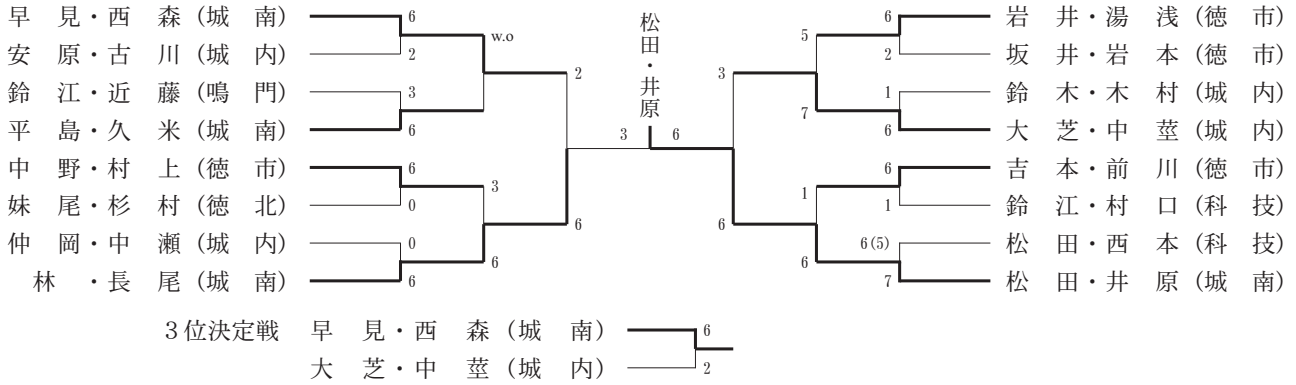 早見・西森（城南） 6 6 岩井・湯浅（徳市）
w.o 5
安原・古川（城内） 2 2 坂井・岩本（徳市）
2 松田・井原 3
鈴江・近藤（鳴門） 3 1 鈴木・木村（城内）
7
平島・久米（城南） 6 6 大芝・中莖（城内）
3 6
中野・村上（徳市） 6 6 吉本・前川（徳市）
3 1
妹尾・杉村（徳北） 0 1 鈴江・村口（科技）
6 6
仲岡・中瀬（城内） 0 6(5) 松田・西本（科技）
6 6
林・長尾（城南） 6 7 松田・井原（城南）
3位決定戦 早見・西森（城南） 6
大芝・中莖（城内） 2